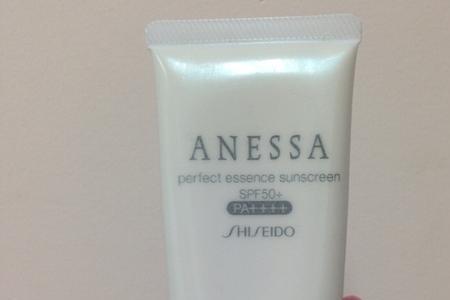 ANESSA
perfect essence sunscreen
SPF50+
PA++++
SHISEIDO